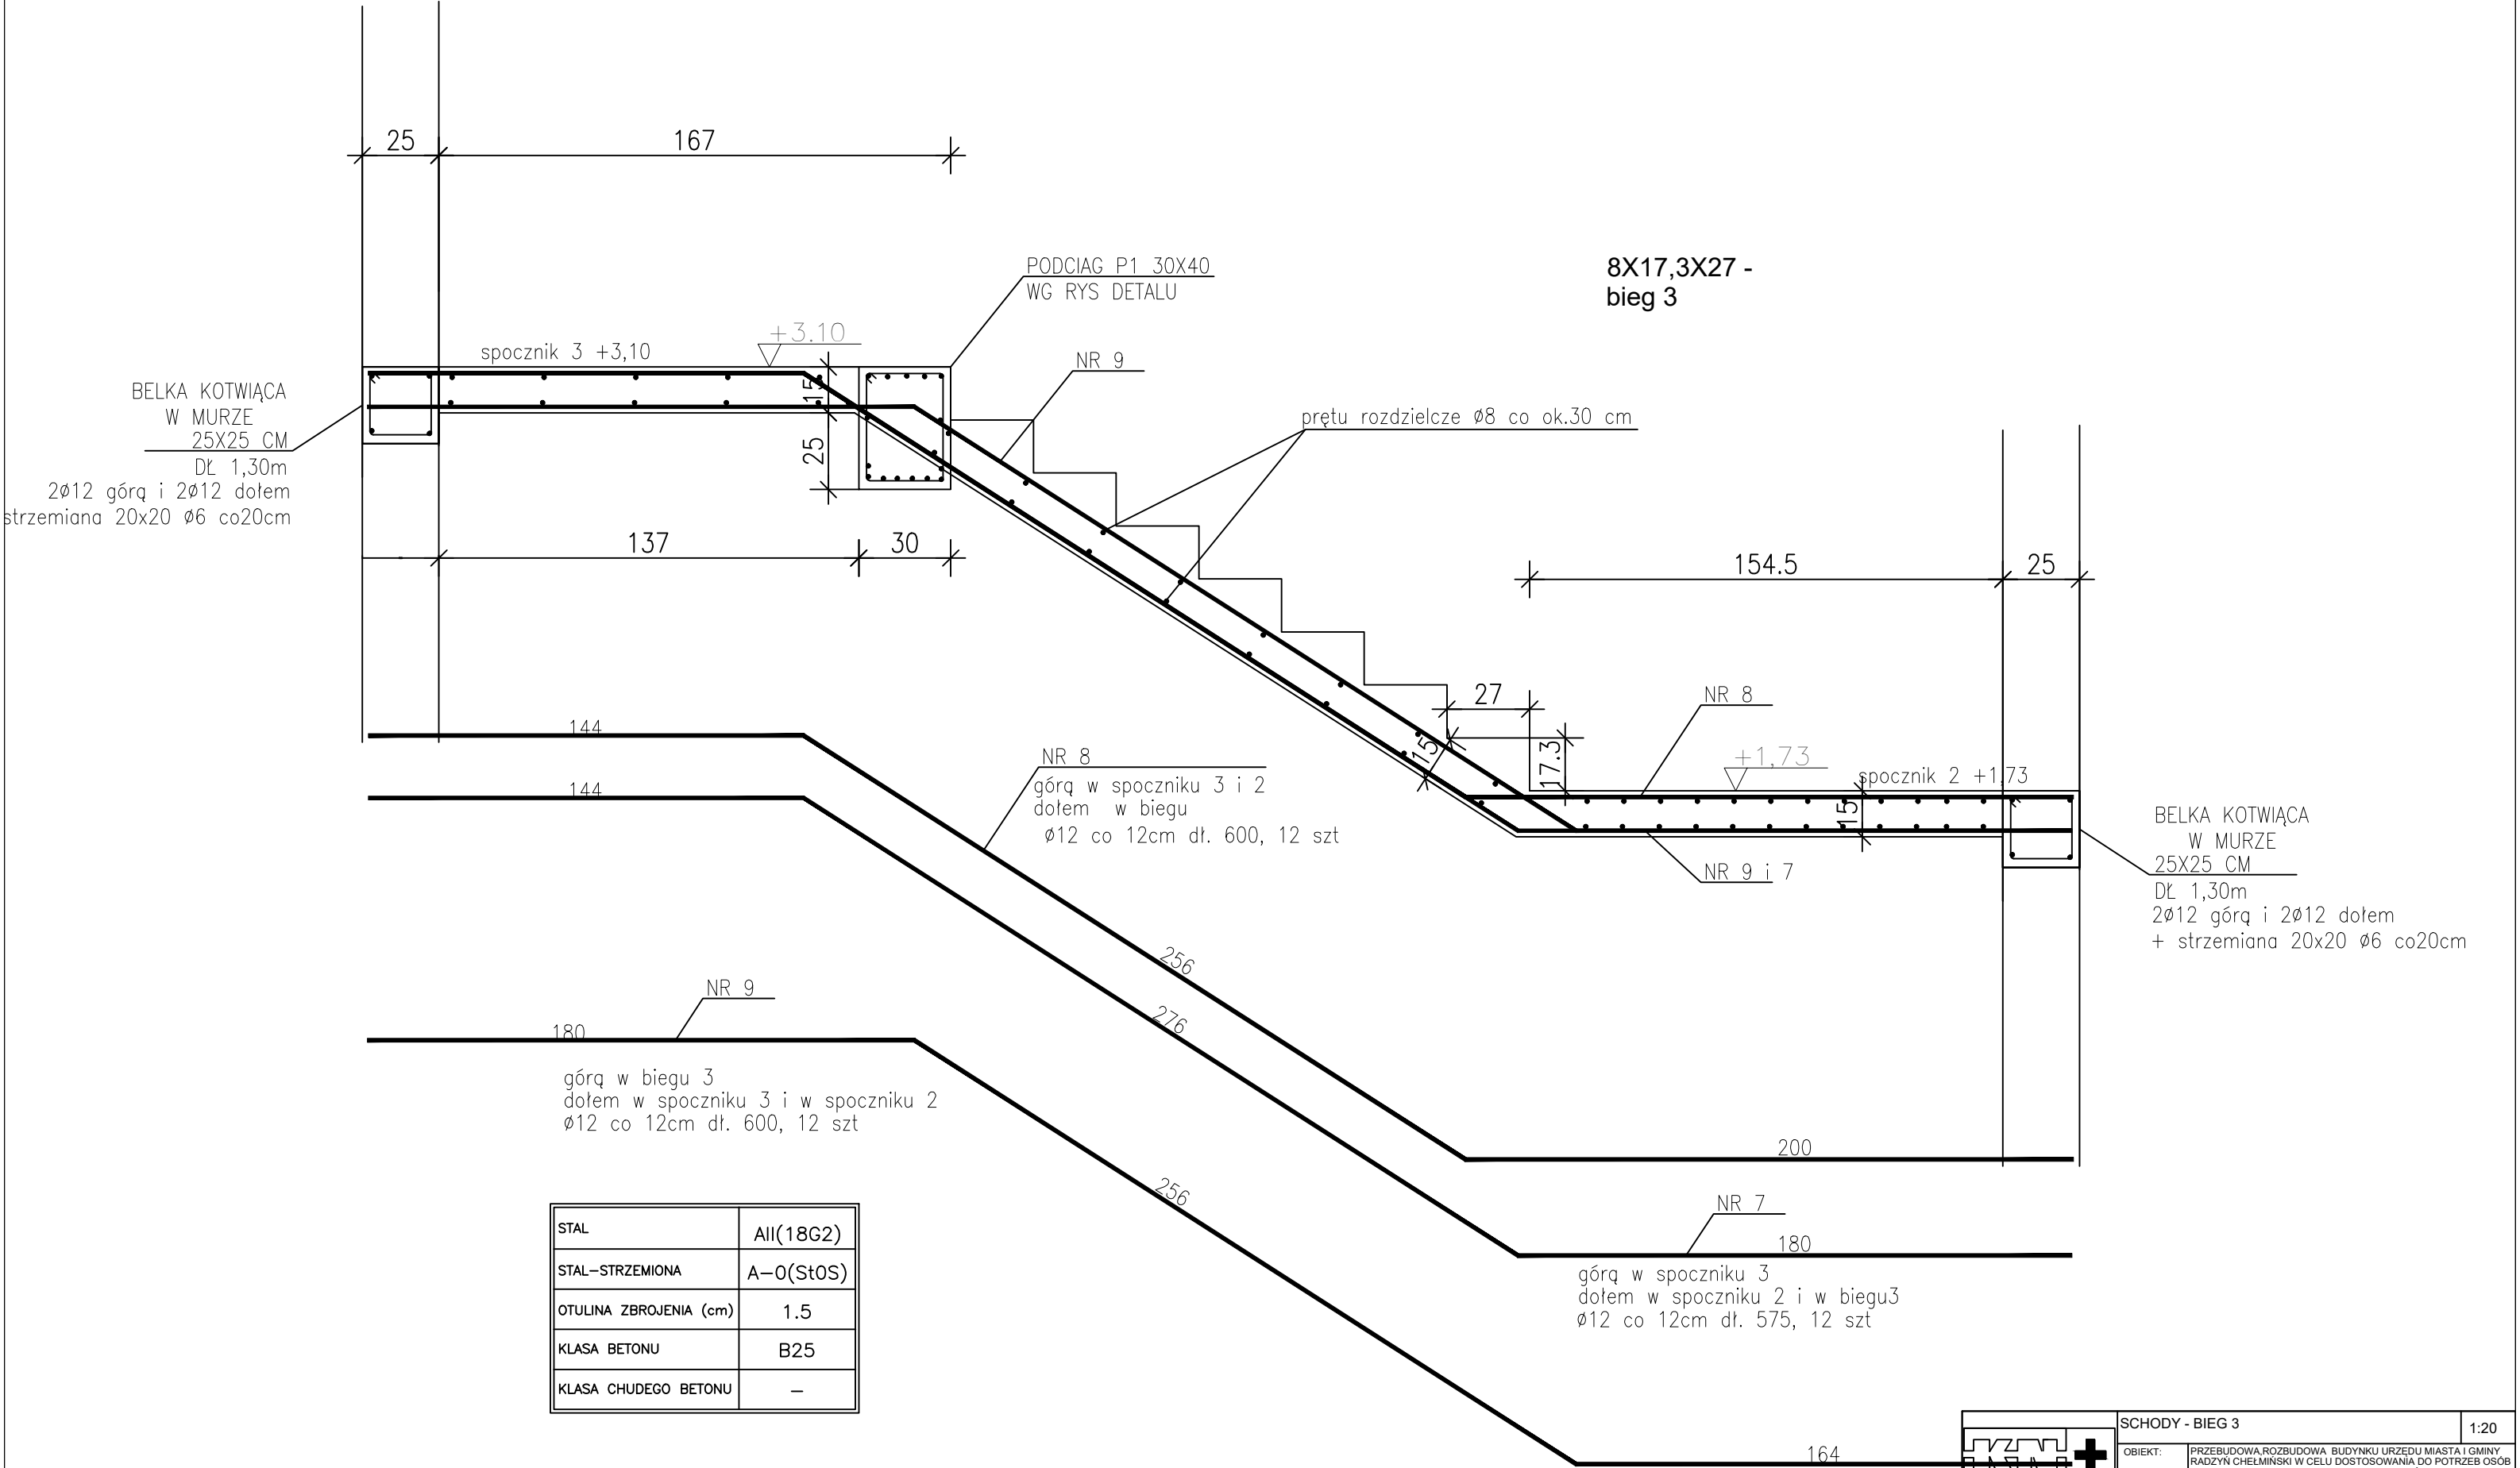 25
167
PODCIAG P1 30X40
WG RYS DETALU
8X17,3X27 -
bieg 3
+3.10
spocznik 3 +3,10
NR 9
BELKA KOTWIĄCA
W MURZE
25X25 CM
DŁ 1,30m
2ø12 górą i 2ø12 dołem
strzemiana 20x20 ø6 co20cm
15
25
prętu rozdzielcze ø8 co ok.30 cm
137
30
154.5
25
27
17.3
15
NR 8
+1,73
spocznik 2 +1,73
15
NR 9 i 7
BELKA KOTWIĄCA
W MURZE
25X25 CM
DŁ 1,30m
2ø12 górą i 2ø12 dołem
+ strzemiana 20x20 ø6 co20cm
144
144
NR 8
górą w spoczniku 3 i 2
dołem w biegu
ø12 co 12cm dł. 600, 12 szt
256
276
200
NR 9
180
górą w biegu 3
dołem w spoczniku 3 i w spoczniku 2
ø12 co 12cm dł. 600, 12 szt
256
NR 7
180
górą w spoczniku 3
dołem w spoczniku 2 i w biegu3
ø12 co 12cm dł. 575, 12 szt
164
STAL AII(18G2)
STAL-STRZEMIONA A-0(St0S)
OTULINA ZBROJENIA (cm) 1.5
KLASA BETONU B25
KLASA CHUDEGO BETONU –
SCHODY - BIEG 3 1:20
OBIEKT: PRZEBUDOWA,ROZBUDOWA BUDYNKU URZĘDU MIASTA I GMINY
RADZYŃ CHEŁMIŃSKI W CELU DOSTOSOWANIA DO POTRZEB OSÓB